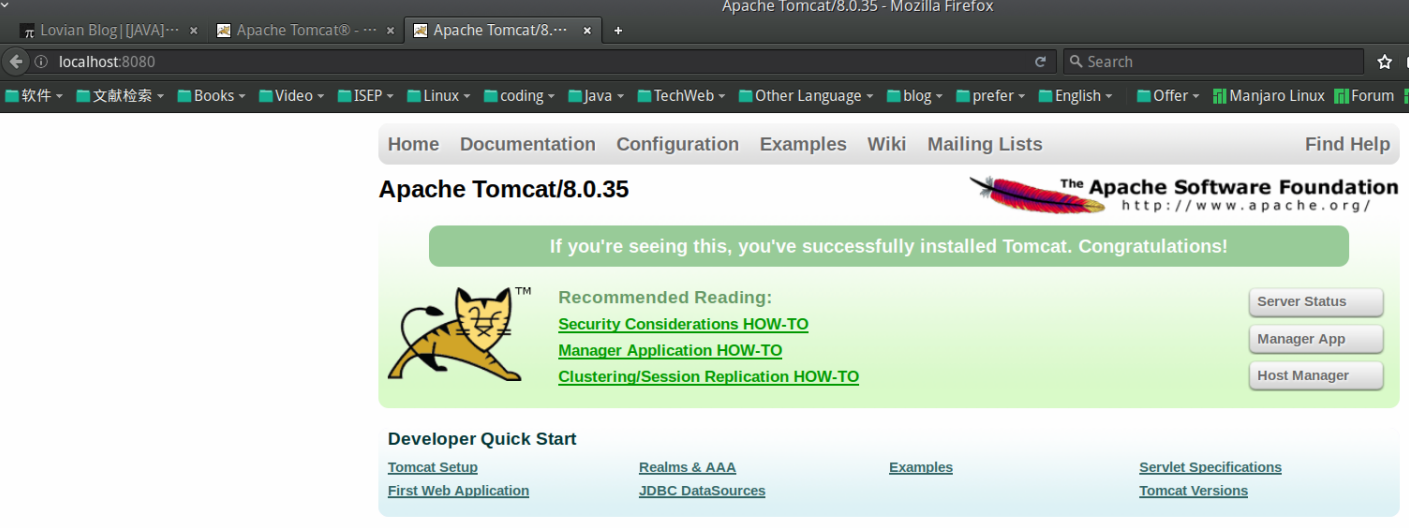 Apache Tomcat/8.0.35 - Mozilla Firefox
Lovian Blog|[JAVA]··· × Apache Tomcat® - ··· × Apache Tomcat/8.··· × +
localhost:8080 Search
软件 文献检索 Books Video ISEP Linux coding Java TechWeb Other Language blog prefer English Offer Manjaro Linux Forum
Home Documentation Configuration Examples Wiki Mailing Lists Find Help
Apache Tomcat/8.0.35
The Apache Software Foundation
http://www.apache.org/
If you're seeing this, you've successfully installed Tomcat. Congratulations!
TM
Recommended Reading:
Security Considerations HOW-TO
Manager Application HOW-TO
Clustering/Session Replication HOW-TO
Server Status
Manager App
Host Manager
Developer Quick Start
Tomcat Setup Realms & AAA Examples Servlet Specifications
First Web Application JDBC DataSources Tomcat Versions